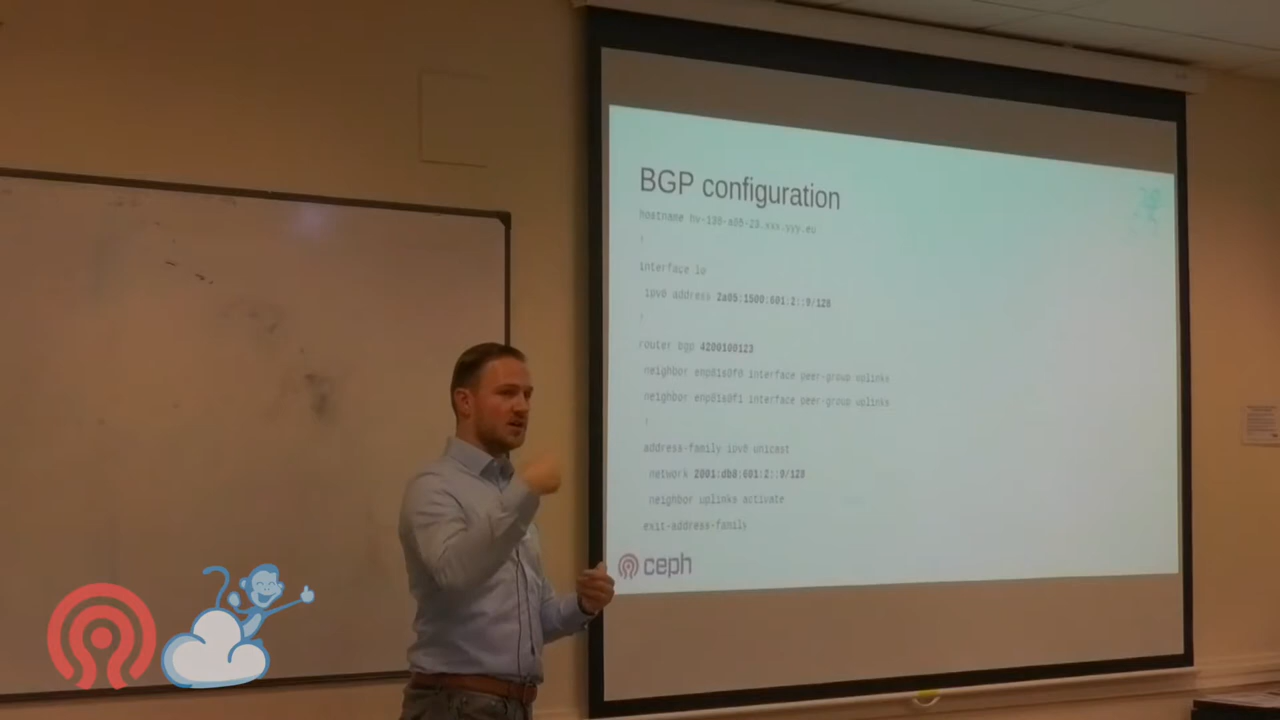 BGP configuration
hostname hv-138-a05-23.xxx.yyy.eu
!
interface lo
ipv6 address 2a05:1500:601:2::9/128
!
router bgp 4200100123
neighbor enp81s0f0 interface peer-group uplinks
neighbor enp81s0f1 interface peer-group uplinks
!
address-family ipv6 unicast
network 2001:db8:601:2::9/128
neighbor uplinks activate
exit-address-family
ceph